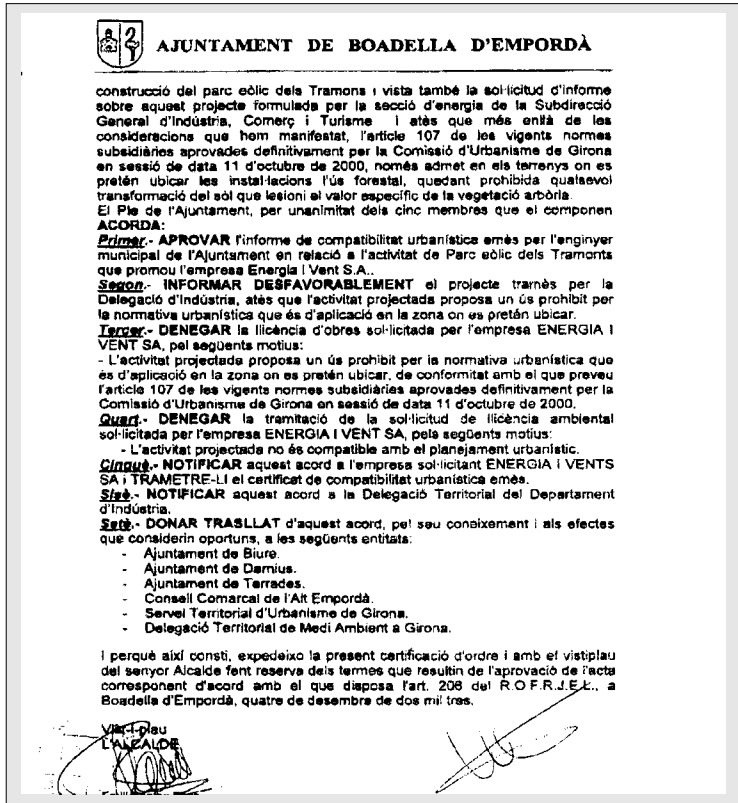 AJUNTAMENT DE BOADELLA D'EMPORDÀ
construcció del parc eòlic dels Tramons i vista també la sol·licitud d'informe
sobre aquest projecte formulada per la secció d'energia de la Subdirecció
General d'Indústria, Comerç i Turisme i atès que més enllà de les
consideracions que hem manifestat, l'article 107 de les vigents normes
subsidiàries aprovades definitivament per la Comissió d'Urbanisme de Girona
en sessió de data 11 d'octubre de 2000, només admet en els terrenys on es
pretén ubicar les instal·lacions l'ús forestal, quedant prohibida qualsevol
transformació del sòl que lesioni el valor específic de la vegetació arbòria.
El Ple de l'Ajuntament, per unanimitat dels cinc membres que el componen
ACORDA:
Primer.- APROVAR l'informe de compatibilitat urbanística emès per l'enginyer
municipal de l'Ajuntament en relació a l'activitat de Parc eòlic dels Tramonts
que promou l'empresa Energia i Vent S.A..
Segon.- INFORMAR DESFAVORABLEMENT el projecte tramès per la
Delegació d'Indústria, atès que l'activitat projectada proposa un ús prohibit per
la normativa urbanística que és d'aplicació en la zona on es pretén ubicar.
Tercer.- DENEGAR la llicència d'obres sol·licitada per l'empresa ENERGIA I
VENT SA, pel següents motius:
- L'activitat projectada proposa un ús prohibit per la normativa urbanística que
és d'aplicació en la zona on es pretén ubicar, de conformitat amb el que preveu
l'article 107 de les vigents normes subsidiàries aprovades definitivament per la
Comissió d'Urbanisme de Girona en sessió de data 11 d'octubre de 2000.
Quart.- DENEGAR la tramitació de la sol·licitud de llicència ambiental
sol·licitada per l'empresa ENERGIA I VENT SA, pels següents motius:
- L'activitat projectada no és compatible amb el planejament urbanístic.
Cinquè.- NOTIFICAR aquest acord a l'empresa sol·licitant ENERGIA i VENTS
SA i TRAMETRE-LI el certificat de compatibilitat urbanística emès.
Sisè.- NOTIFICAR aquest acord a la Delegació Territorial del Departament
d'Indústria.
Setè.- DONAR TRASLLAT d'aquest acord, pel seu coneixement i als efectes
que considerin oportuns, a les següents entitats:
- Ajuntament de Biure.
- Ajuntament de Darnius.
- Ajuntament de Terrades.
- Consell Comarcal de l'Alt Empordà.
- Servei Territorial d'Urbanisme de Girona.
- Delegació Territorial de Medi Ambient a Girona.
I perquè així consti, expedeixo la present certificació d'ordre i amb el vistiplau
del senyor Alcalde fent reserva dels termes que resultin de l'aprovació de l'acta
corresponent d'acord amb el que disposa l'art. 206 del R.O.F.R.J.E.L., a
Boadella d'Empordà, quatre de desembre de dos mil tres.
Vist-i-plau
L'ALCALDE